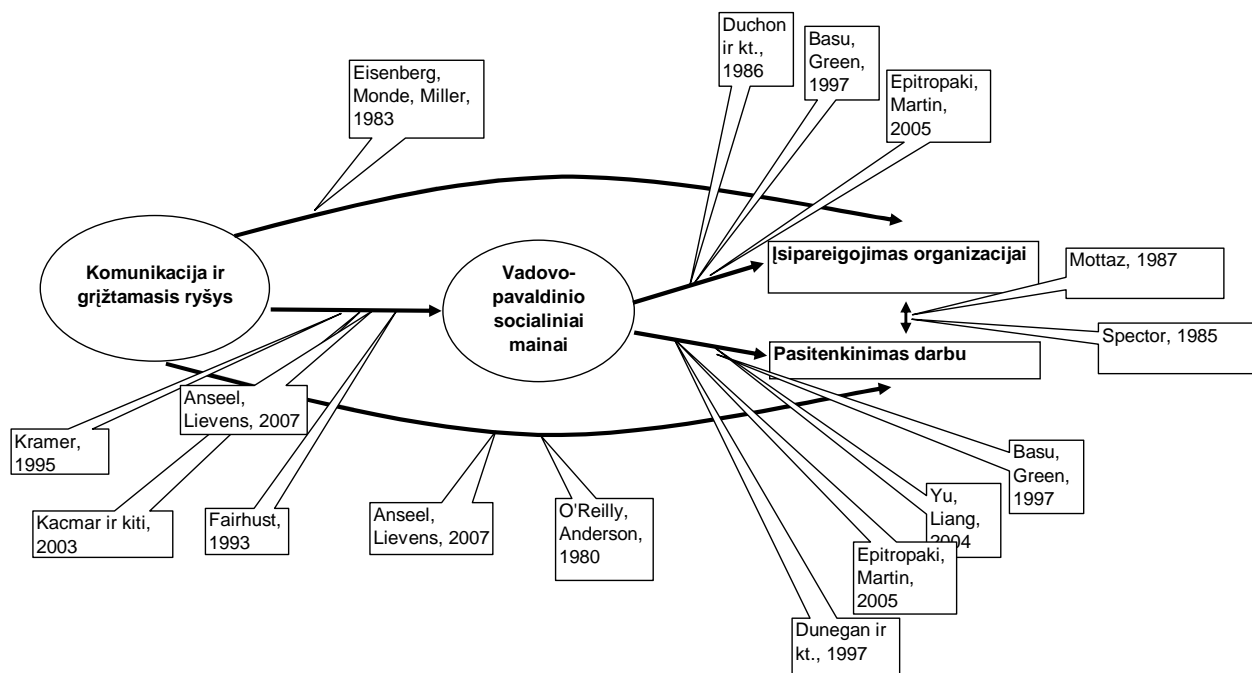 Duchon
ir kt.,
1986
Basu,
Green,
1997
Eisenberg,
Monde, Miller,
1983
Epitropaki,
Martin,
2005
Komunikacija ir
grįžtamasis ryšys
Vadovo-
pavaldinio
socialiniai
mainai
Įsipareigojimas organizacijai
Mottaz, 1987
Spector, 1985
Pasitenkinimas darbu
Anseel,
Lievens, 2007
Kramer,
1995
Kacmar ir kiti,
2003
Fairhust,
1993
Anseel,
Lievens, 2007
O'Reilly,
Anderson,
1980
Basu,
Green,
1997
Yu,
Liang,
2004
Epitropaki,
Martin,
2005
Dunegan ir
kt., 1997